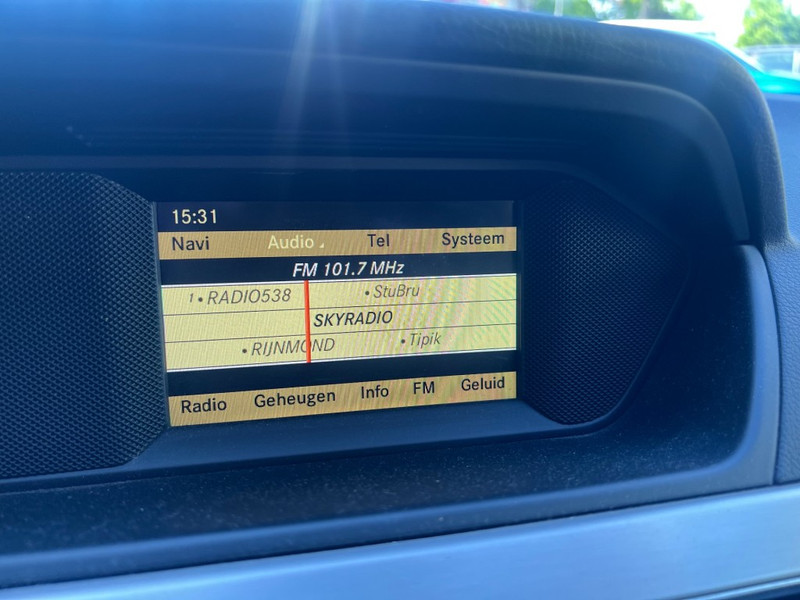 15:31
Navi Audio Tel Systeem
FM 101.7 MHz
1 • RADIO538 • StuBru
SKYRADIO
• RIJNMOND • Tipik
Radio Geheugen Info FM Geluid